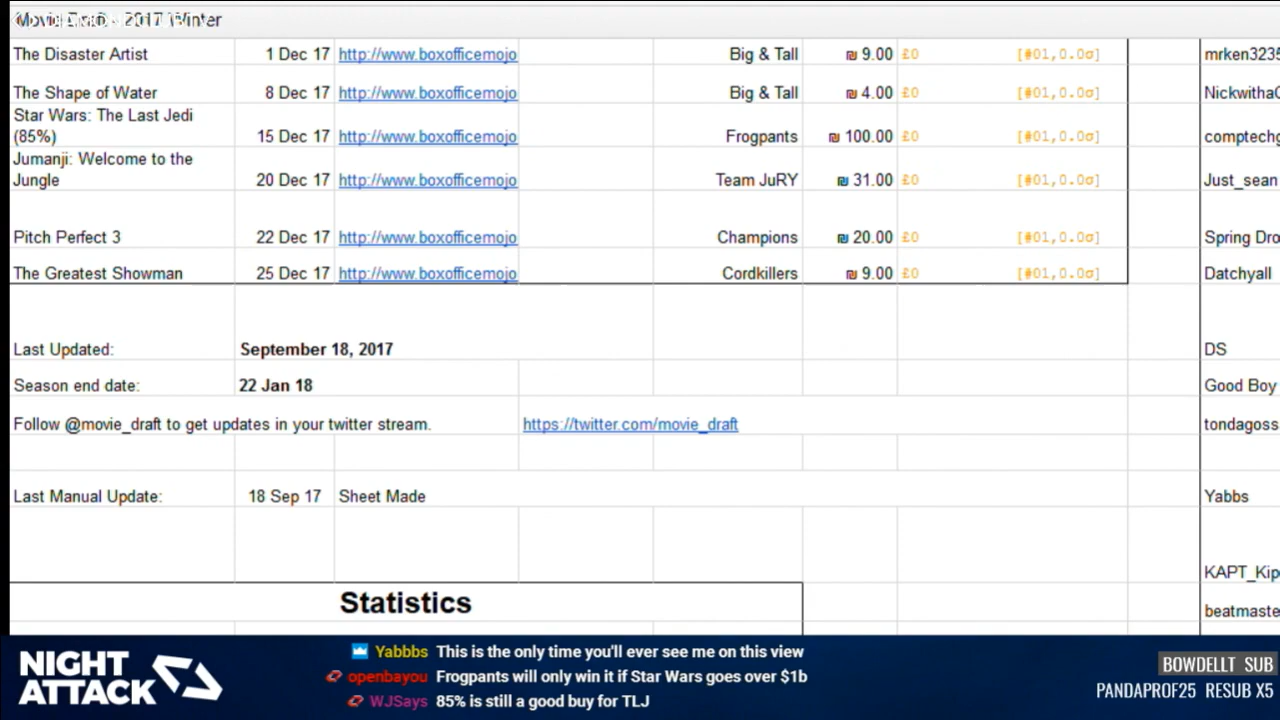 Movie Draft - 2017 Winter
The Disaster Artist 1 Dec 17 http://www.boxofficemojo Big & Tall ₪ 9.00 £0 [#01,0.0σ] mrken3235
The Shape of Water 8 Dec 17 http://www.boxofficemojo Big & Tall ₪ 4.00 £0 [#01,0.0σ] Nickwitha
Star Wars: The Last Jedi
(85%) 15 Dec 17 http://www.boxofficemojo Frogpants ₪ 100.00 £0 [#01,0.0σ] comptech
Jumanji: Welcome to the
Jungle 20 Dec 17 http://www.boxofficemojo Team JuRY ₪ 31.00 £0 [#01,0.0σ] Just_sean
Pitch Perfect 3 22 Dec 17 http://www.boxofficemojo Champions ₪ 20.00 £0 [#01,0.0σ] Spring Dro
The Greatest Showman 25 Dec 17 http://www.boxofficemojo Cordkillers ₪ 9.00 £0 [#01,0.0σ] Datchyall
Last Updated: September 18, 2017 DS
Season end date: 22 Jan 18 Good Boy
Follow @movie_draft to get updates in your twitter stream. https://twitter.com/movie_draft tondagoss
Last Manual Update: 18 Sep 17 Sheet Made Yabbs
KAPT_Kip
Statistics beatmaste
NIGHT
ATTACK
Yabbbs This is the only time you'll ever see me on this view
openbayou Frogpants will only win it if Star Wars goes over $1b
WJSays 85% is still a good buy for TLJ
BOWDELLT SUB
PANDAPROF25 RESUB X5